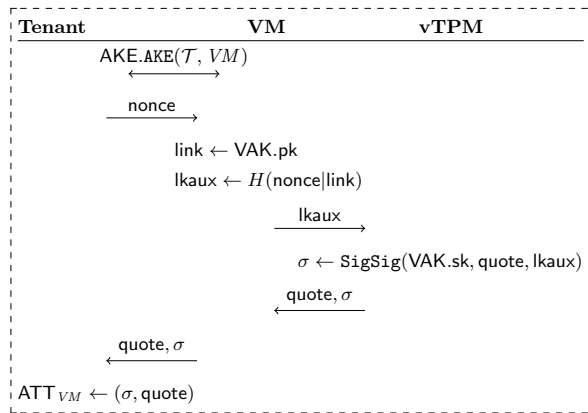 Tenant VM vTPM
AKE.AKE(𝒯, VM)
nonce
link ← VAK.pk
lkaux ← H(nonce|link)
lkaux
σ ← SigSig(VAK.sk, quote, lkaux)
quote, σ
quote, σ
ATT_VM ← (σ, quote)